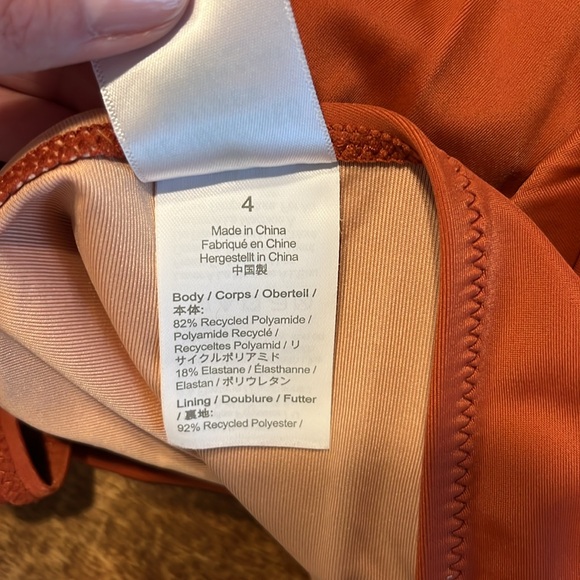 4
Made in China
Fabriqué en Chine
Hergestellt in China
中国製
Body / Corps / Oberteil /
本体:
82% Recycled Polyamide /
Polyamide Recyclé /
Recyceltes Polyamid / リ
サイクルポリアミド
18% Elastane / Élasthanne /
Elastan / ポリウレタン
Lining / Doublure / Futter
/ 裏地:
92% Recycled Polyester /